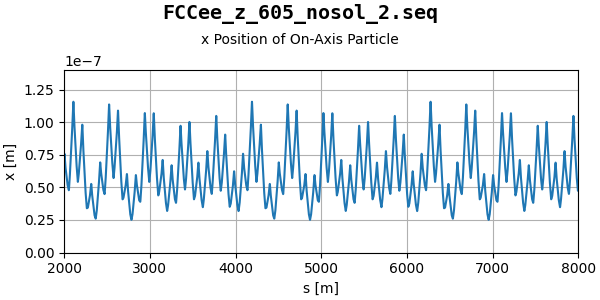 FCCee_z_605_nosol_2.seq
x Position of On-Axis Particle
1e−7
1.25
1.00
0.75
0.50
0.25
0.00
x [m]
2000 3000 4000 5000 6000 7000 8000
s [m]